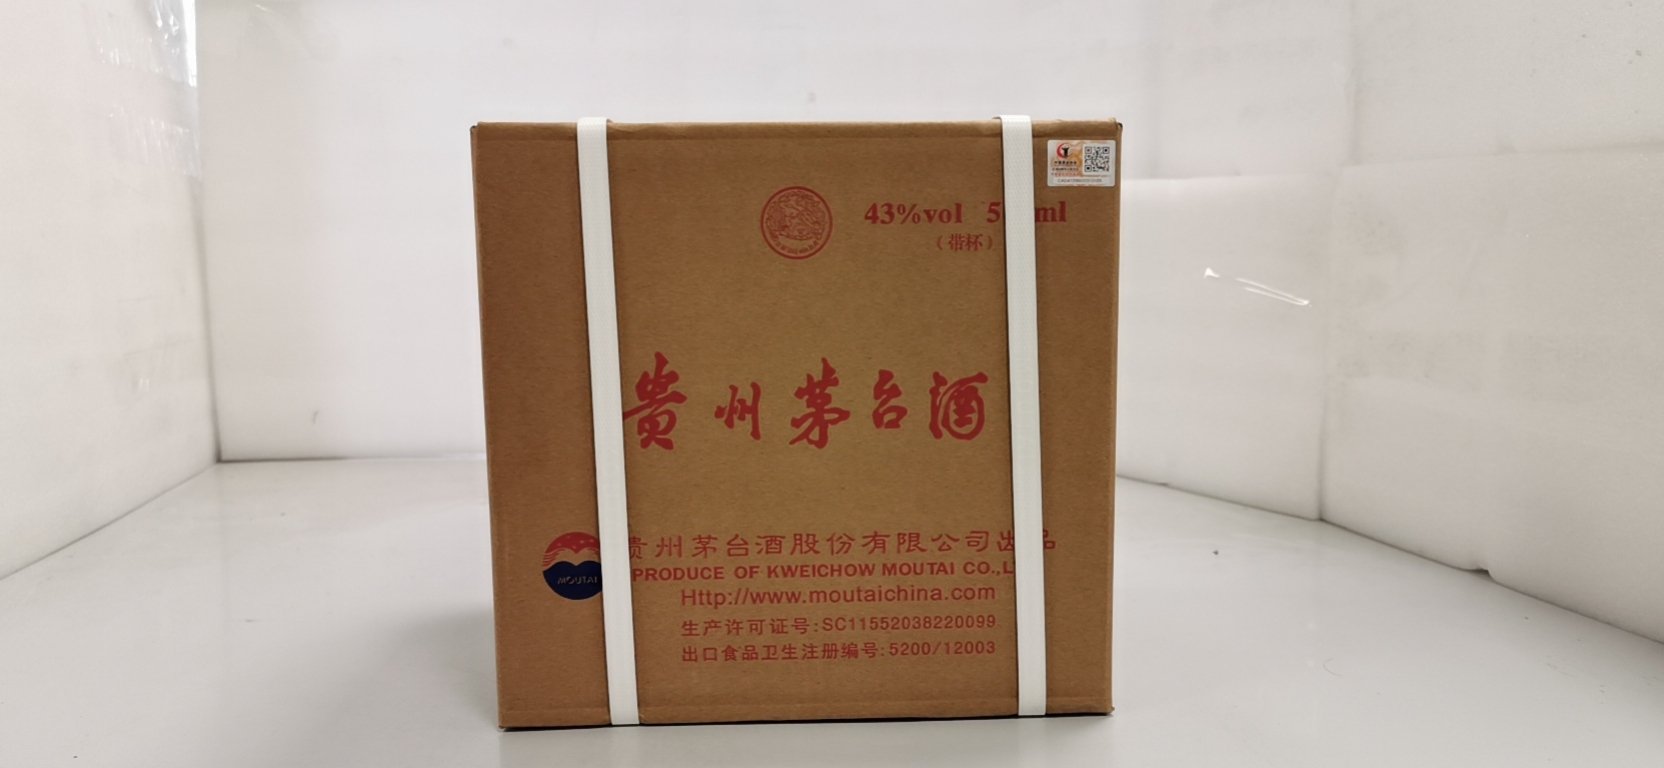 43%vol 5 ml
（带杯）
贵州茅台酒
MOUTAI
贵州茅台酒股份有限公司出品
PRODUCE OF KWEICHOW MOUTAI CO.,L
Http://www.moutaichina.com
生产许可证号:SC11552038220099
出口食品卫生注册编号:5200/12003